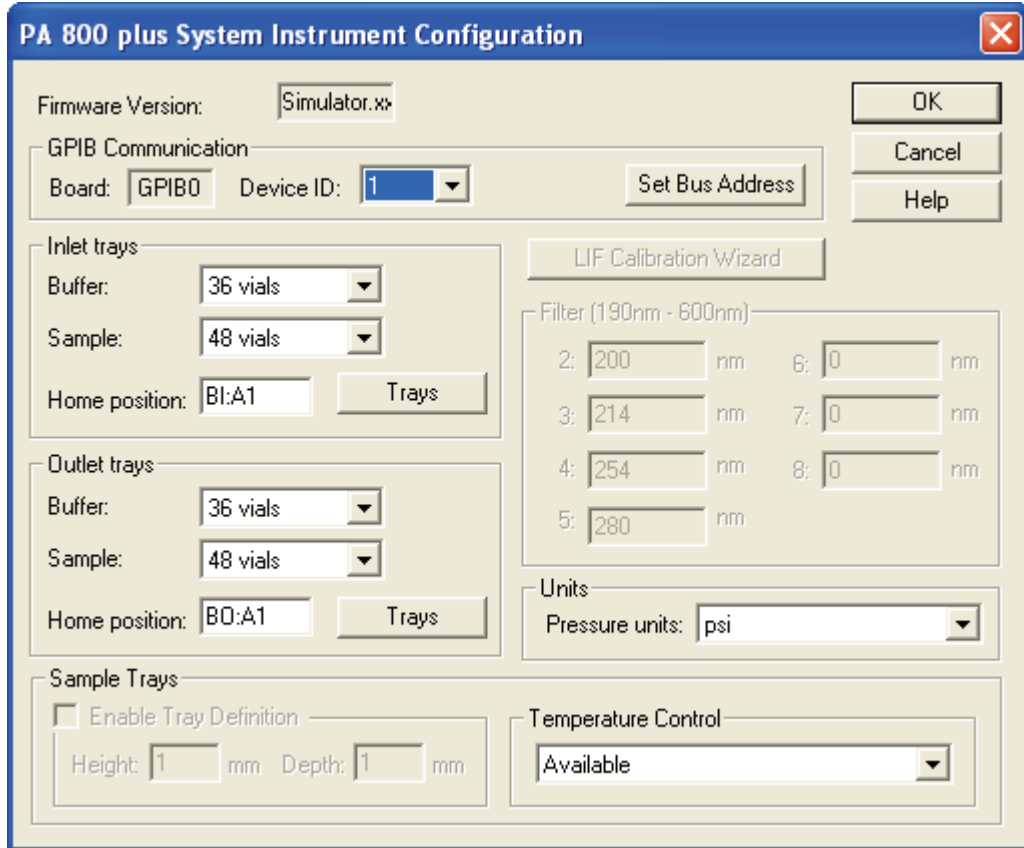 PA 800 plus System Instrument Configuration
Firmware Version: Simulator.x
OK
GPIB Communication
Cancel
Board: GPIB0 Device ID: 1 Set Bus Address
Help
Inlet trays
Buffer: 36 vials
Sample: 48 vials
Home position: BI:A1 Trays
LIF Calibration Wizard
Filter (190nm - 600nm)
2: 200 nm 6: 0 nm
3: 214 nm 7: 0 nm
4: 254 nm 8: 0 nm
5: 280 nm
Outlet trays
Buffer: 36 vials
Sample: 48 vials
Home position: BO:A1 Trays
Units
Pressure units: psi
Sample Trays
Enable Tray Definition
Height: 1 mm Depth: 1 mm
Temperature Control
Available